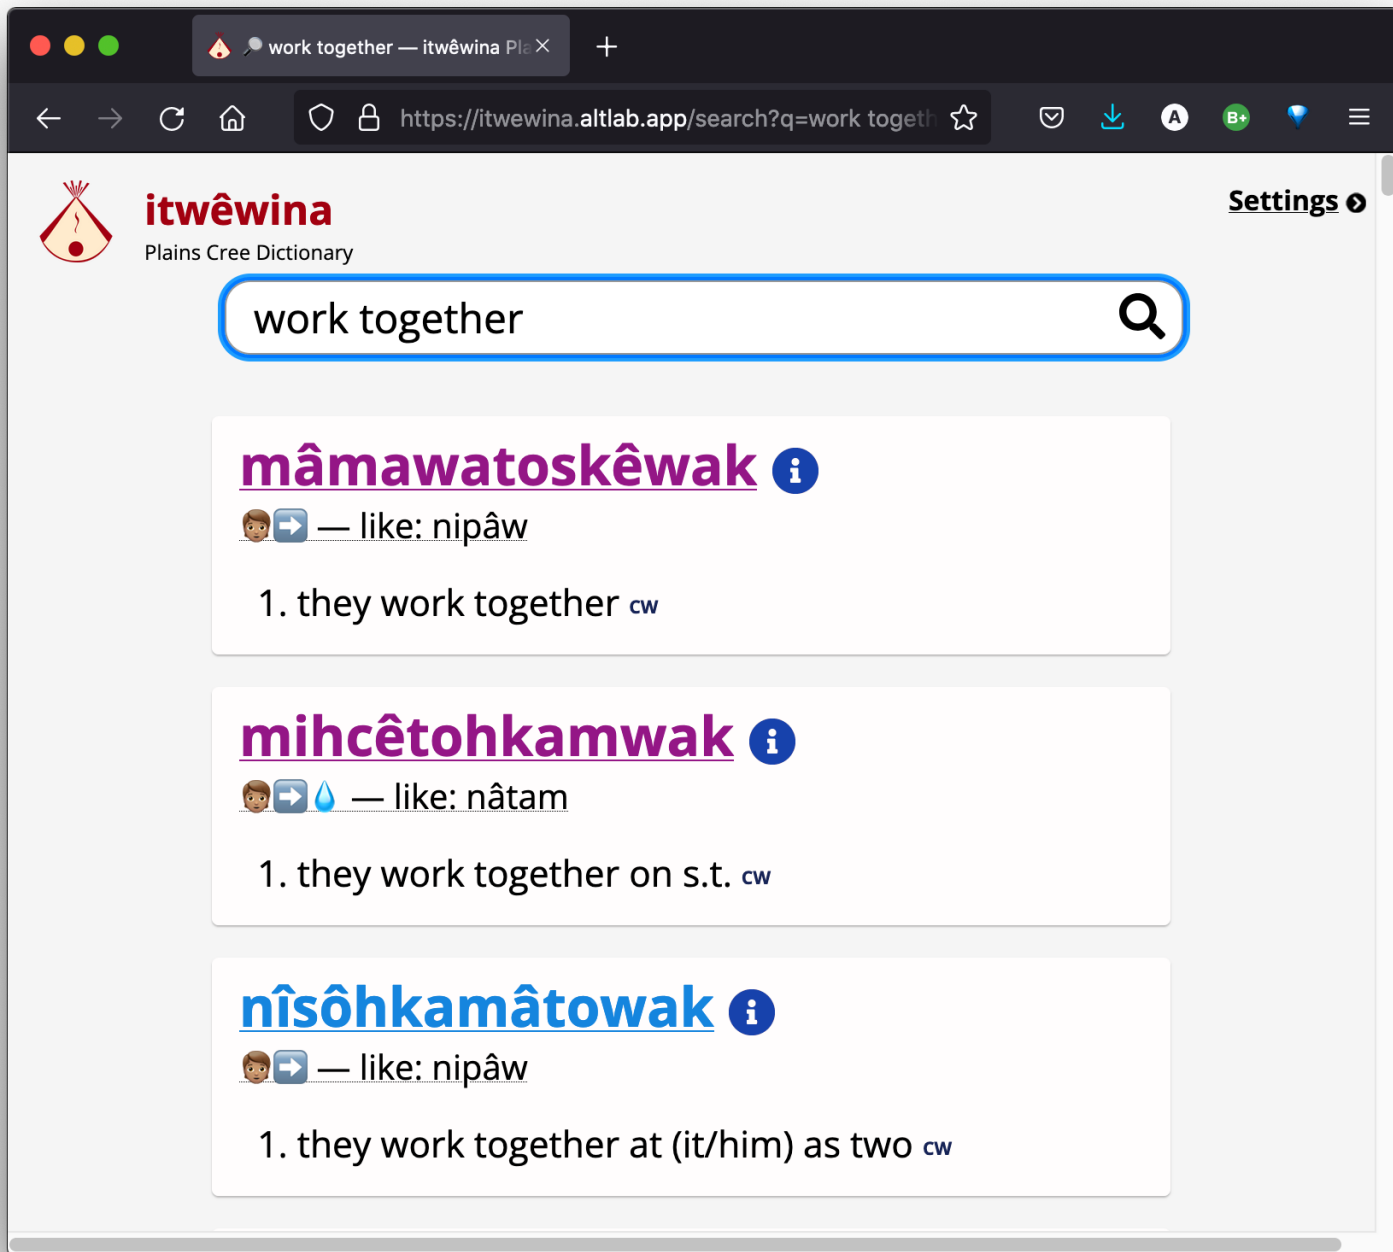 work together — itwêwina Pla
https://itwewina.altlab.app/search?q=work togeth
A
B+
itwêwina
Plains Cree Dictionary
Settings
work together
mâmawatoskêwak
— like: nipâw
1. they work together CW
mihcêtohkamwak
— like: nâtam
1. they work together on s.t. CW
nîsôhkamâtowak
— like: nipâw
1. they work together at (it/him) as two CW